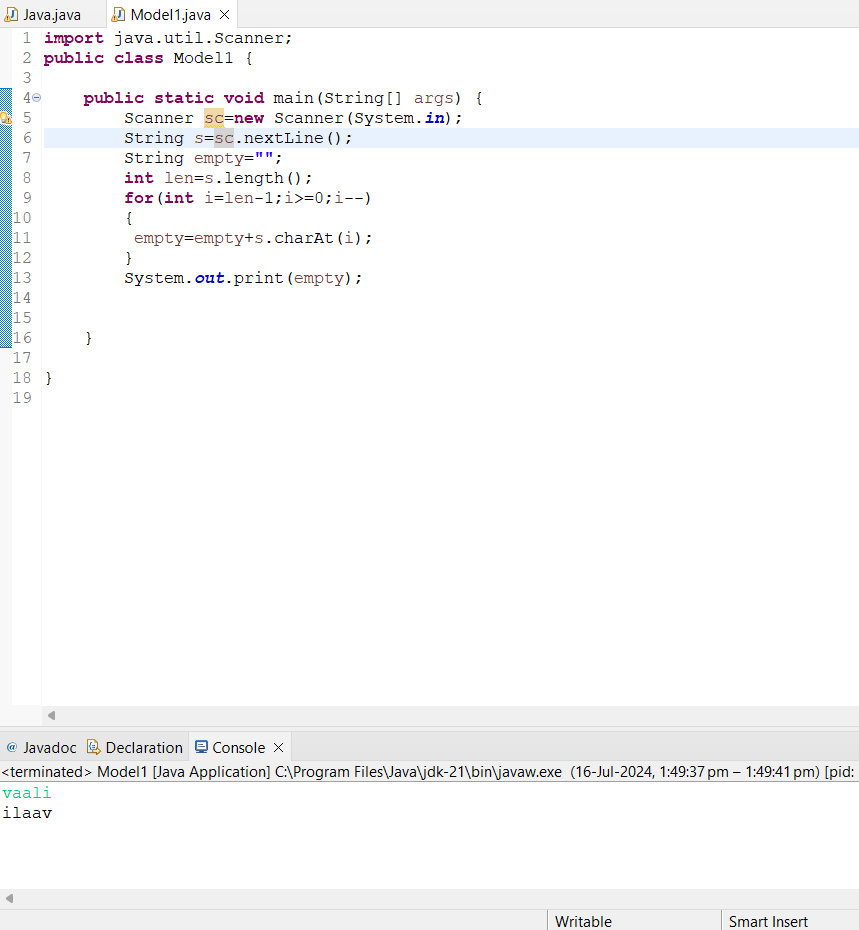 Java.java Model1.java
1 import java.util.Scanner;
2 public class Model1 {
3
4 public static void main(String[] args) {
5 Scanner sc=new Scanner(System.in);
6 String s=sc.nextLine();
7 String empty="";
8 int len=s.length();
9 for(int i=len-1;i>=0;i--)
10 {
11 empty=empty+s.charAt(i);
12 }
13 System.out.print(empty);
14
15
16 }
17
18 }
19
@ Javadoc Declaration Console
<terminated> Model1 [Java Application] C:\Program Files\Java\jdk-21\bin\javaw.exe (16-Jul-2024, 1:49:37 pm – 1:49:41 pm) [pid:
vaali
ilaav
Writable Smart Insert